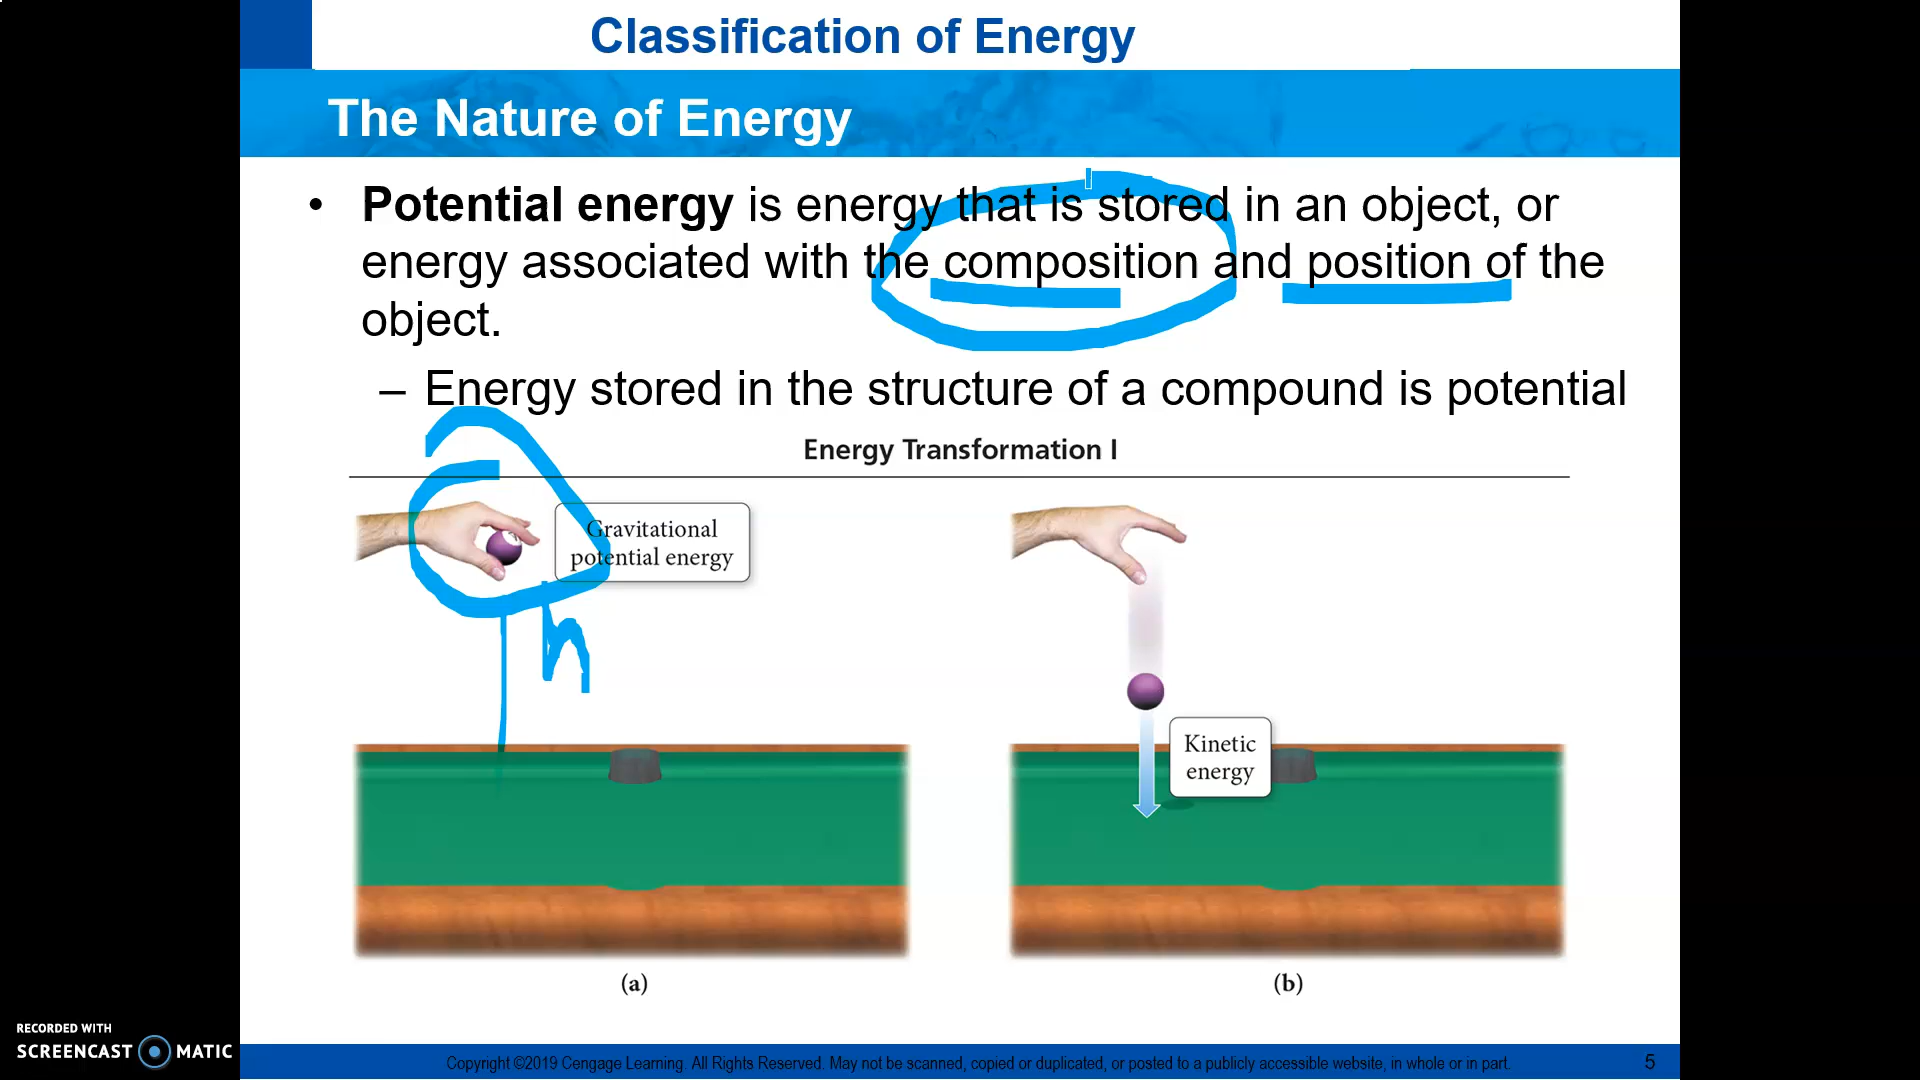 Classification of Energy
The Nature of Energy
• Potential energy is energy that is stored in an object, or
energy associated with the composition and position of the
object.
– Energy stored in the structure of a compound is potential
Energy Transformation I
Gravitational
potential energy
h
Kinetic
energy
(a)
(b)
RECORDED WITH
SCREENCAST MATIC
Copyright ©2019 Cengage Learning. All Rights Reserved. May not be scanned, copied or duplicated, or posted to a publicly accessible website, in whole or in part.
5